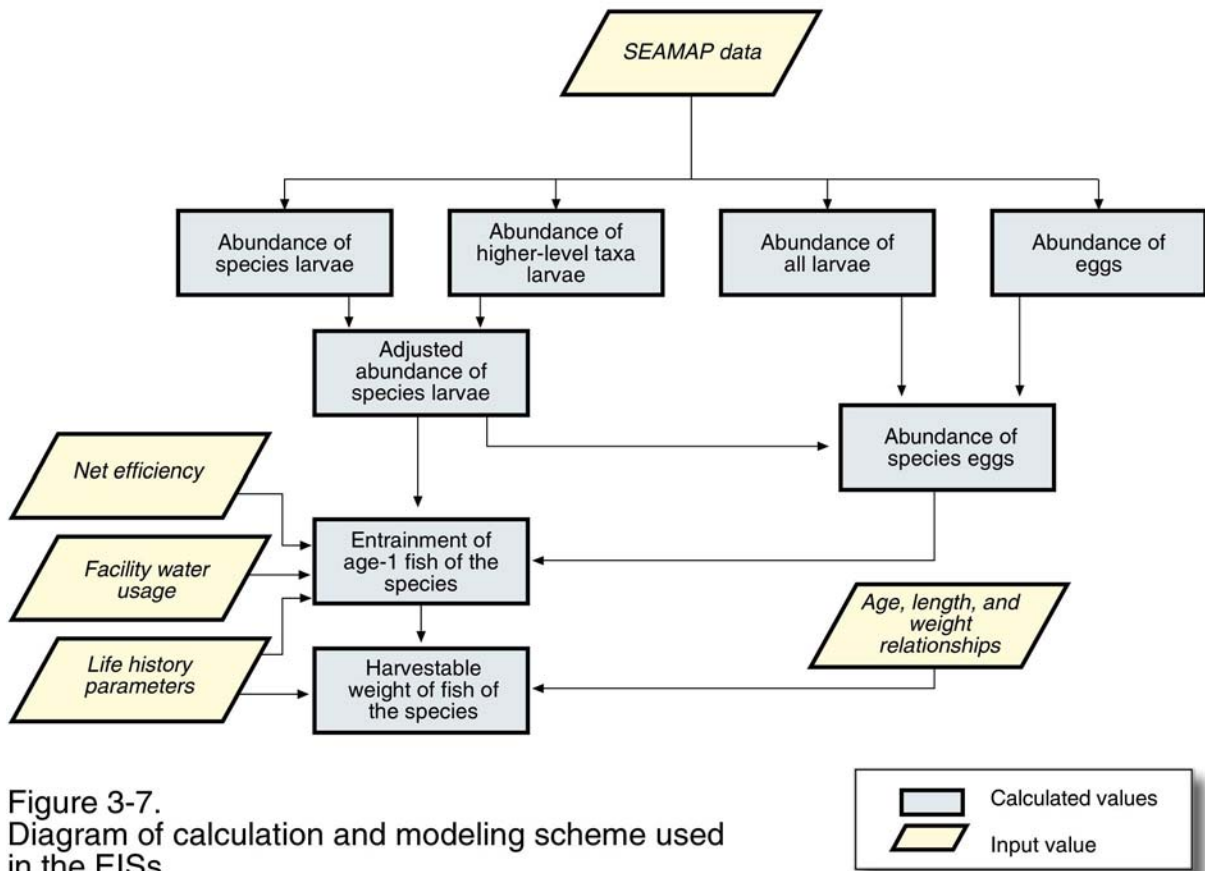 SEAMAP data
Abundance of
species larvae
Abundance of
higher-level taxa
larvae
Abundance of
all larvae
Abundance of
eggs
Adjusted
abundance of
species larvae
Abundance of
species eggs
Net efficiency
Entrainment of
age-1 fish of the
species
Facility water
usage
Age, length, and
weight
relationships
Life history
parameters
Harvestable
weight of fish of
the species
Figure 3-7.
Diagram of calculation and modeling scheme used
in the EISs
Calculated values
Input value